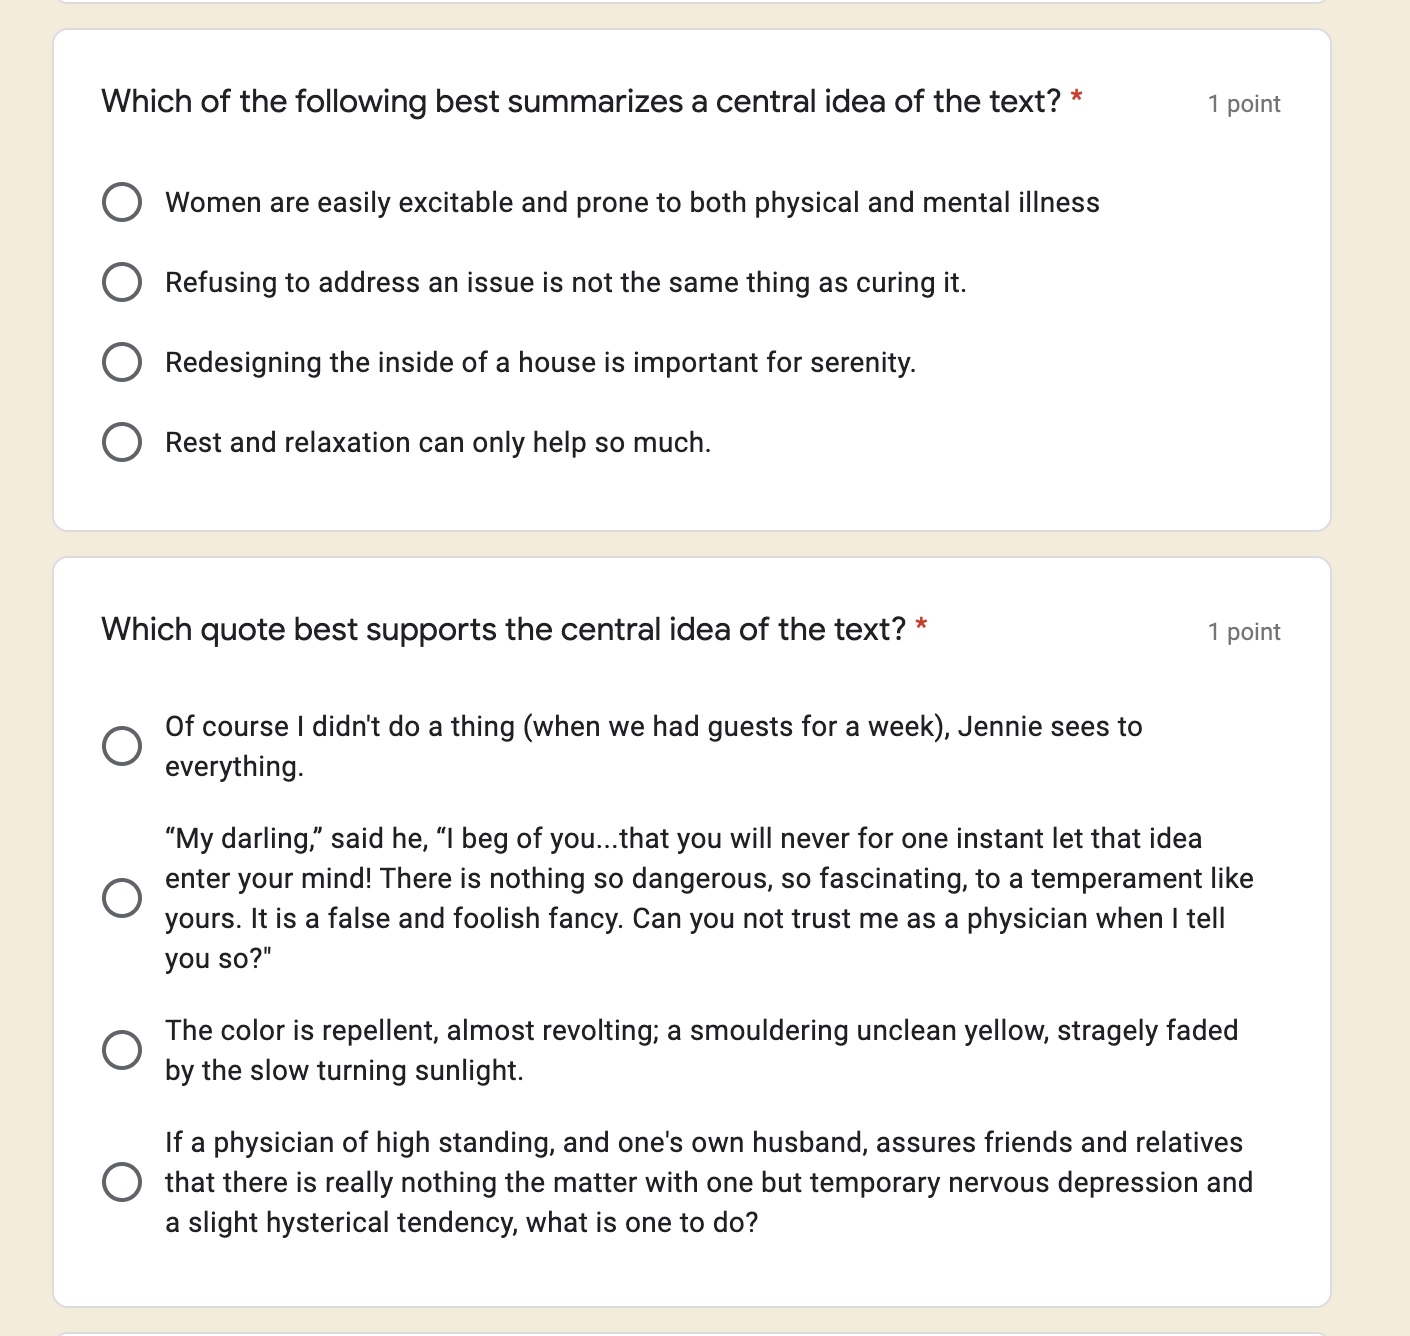 Which of the following best summarizes a central idea of the text? *
1 point
Women are easily excitable and prone to both physical and mental illness
Refusing to address an issue is not the same thing as curing it.
Redesigning the inside of a house is important for serenity.
Rest and relaxation can only help so much.
Which quote best supports the central idea of the text? *
1 point
Of course I didn't do a thing (when we had guests for a week), Jennie sees to
everything.
“My darling,” said he, “I beg of you...that you will never for one instant let that idea
enter your mind! There is nothing so dangerous, so fascinating, to a temperament like
yours. It is a false and foolish fancy. Can you not trust me as a physician when I tell
you so?"
The color is repellent, almost revolting; a smouldering unclean yellow, stragely faded
by the slow turning sunlight.
If a physician of high standing, and one's own husband, assures friends and relatives
that there is really nothing the matter with one but temporary nervous depression and
a slight hysterical tendency, what is one to do?